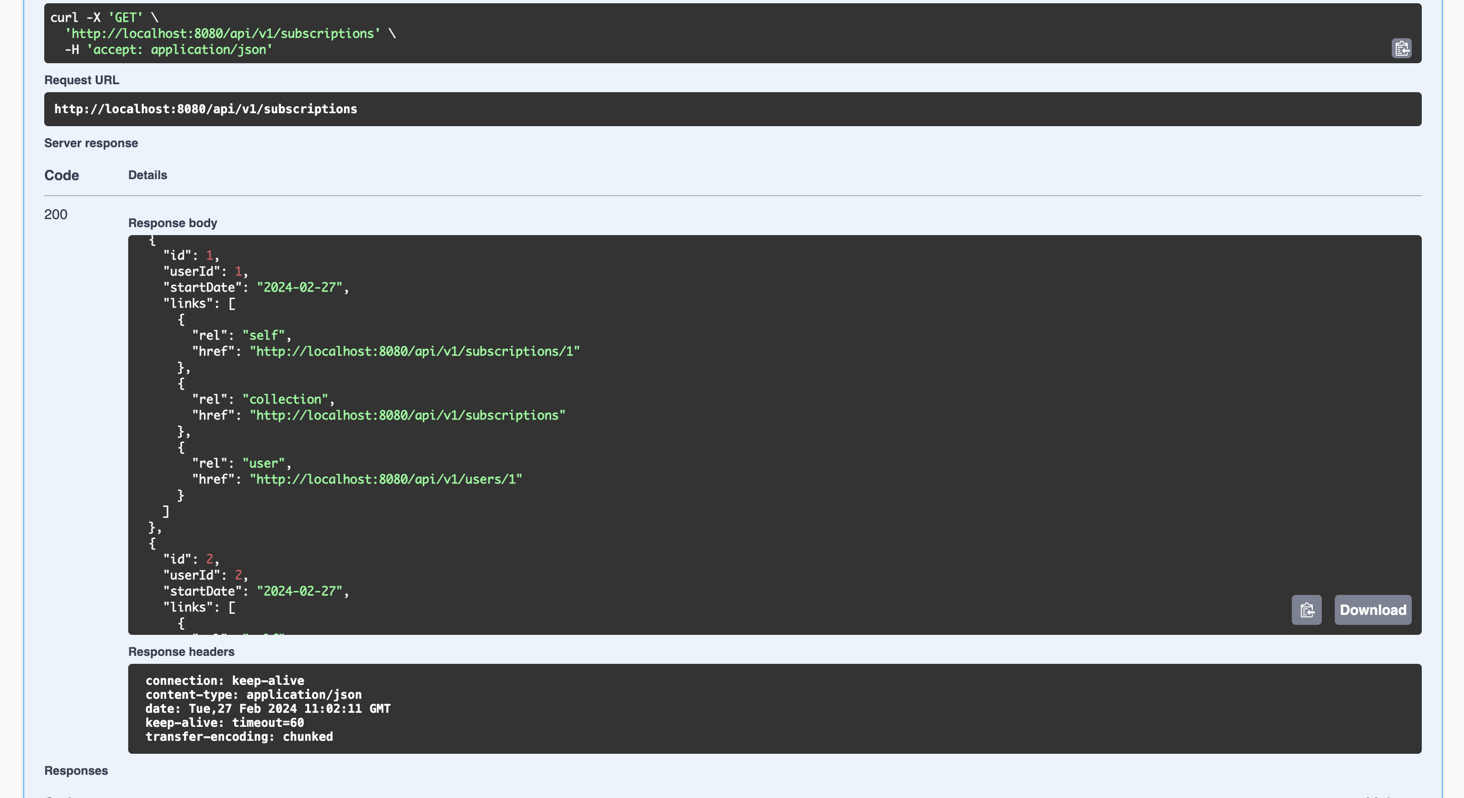 curl -X 'GET' \
  'http://localhost:8080/api/v1/subscriptions' \
  -H 'accept: application/json'
Request URL
http://localhost:8080/api/v1/subscriptions
Server response
Code Details
200
Response body
{
"id": 1,
"userId": 1,
"startDate": "2024-02-27",
"links": [
{
"rel": "self",
"href": "http://localhost:8080/api/v1/subscriptions/1"
},
{
"rel": "collection",
"href": "http://localhost:8080/api/v1/subscriptions"
},
{
"rel": "user",
"href": "http://localhost:8080/api/v1/users/1"
}
]
},
{
"id": 2,
"userId": 2,
"startDate": "2024-02-27",
"links": [
{
Download
Response headers
connection: keep-alive
content-type: application/json
date: Tue,27 Feb 2024 11:02:11 GMT
keep-alive: timeout=60
transfer-encoding: chunked
Responses